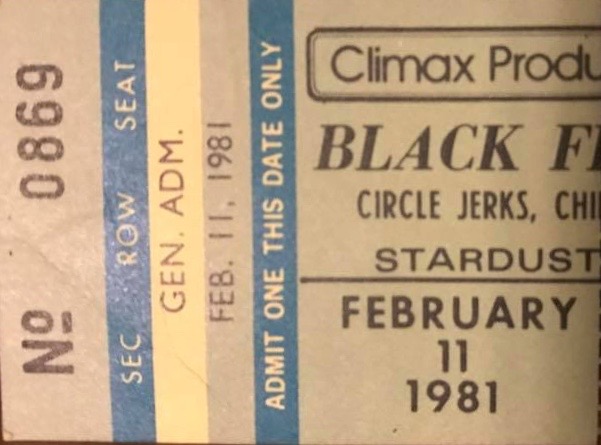 Nº 0869
SEC ROW SEAT
GEN. ADM.
FEB. 11, 1981
ADMIT ONE THIS DATE ONLY
Climax Produ
BLACK Fl
CIRCLE JERKS, CHI
STARDUST
FEBRUARY
11
1981